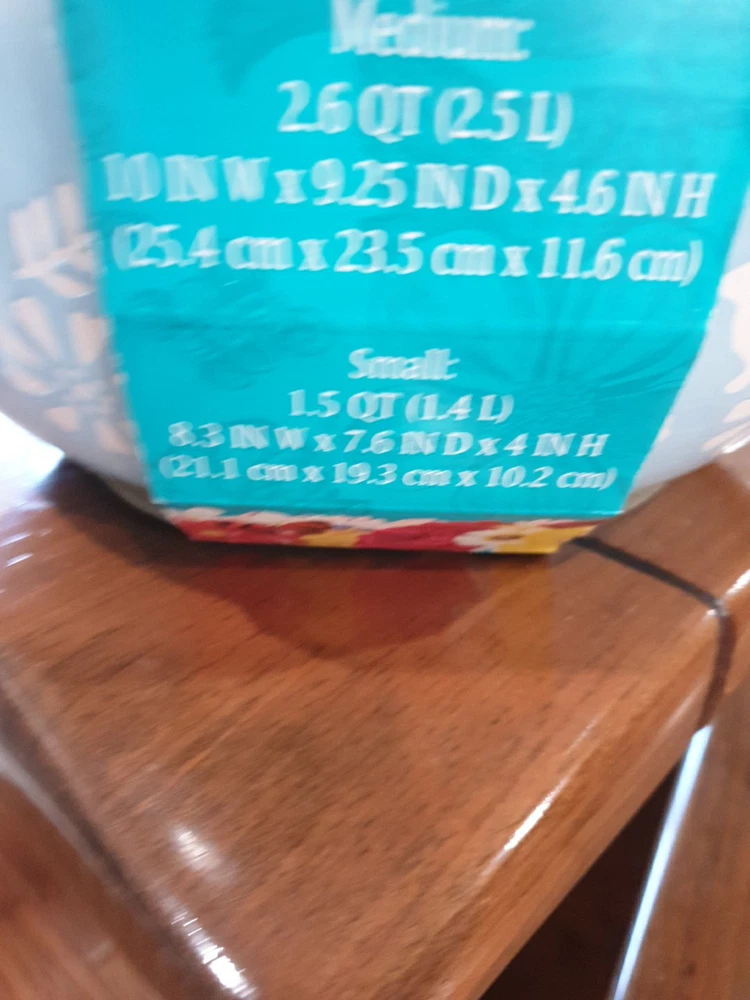 Medium:
2.6 QT (2.5 L)
10 IN W x 9.25 IN D x 4.6 IN H
(25.4 cm x 23.5 cm x 11.6 cm)
Small:
1.5 QT (1.4 L)
8.3 IN W x 7.6 IN D x 4 IN H
(21.1 cm x 19.3 cm x 10.2 cm)